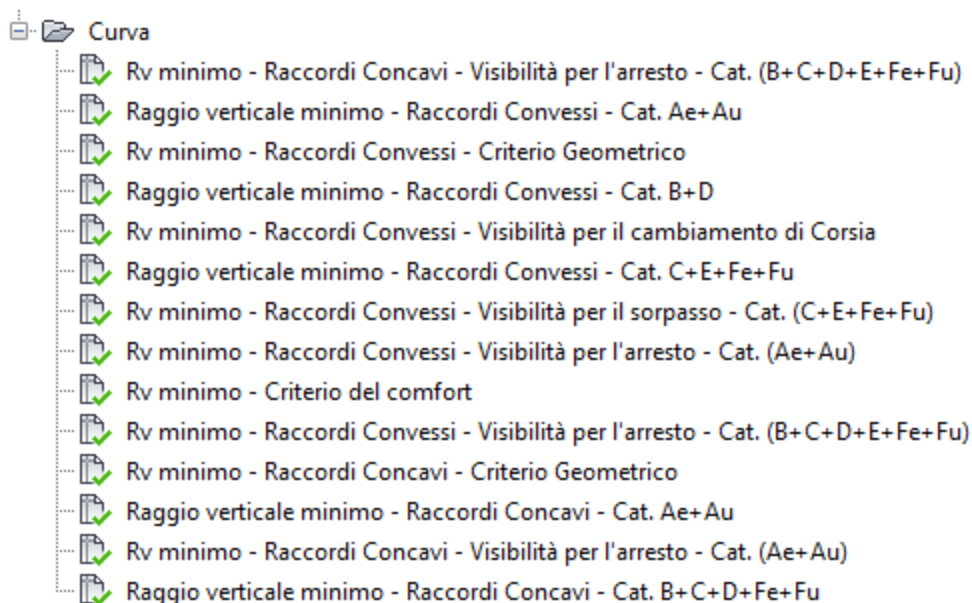 Curva
Rv minimo - Raccordi Concavi - Visibilità per l'arresto - Cat. (B+C+D+E+Fe+Fu)
Raggio verticale minimo - Raccordi Convessi - Cat. Ae+Au
Rv minimo - Raccordi Convessi - Criterio Geometrico
Raggio verticale minimo - Raccordi Convessi - Cat. B+D
Rv minimo - Raccordi Convessi - Visibilità per il cambiamento di Corsia
Raggio verticale minimo - Raccordi Convessi - Cat. C+E+Fe+Fu
Rv minimo - Raccordi Convessi - Visibilità per il sorpasso - Cat. (C+E+Fe+Fu)
Rv minimo - Raccordi Convessi - Visibilità per l'arresto - Cat. (Ae+Au)
Rv minimo - Criterio del comfort
Rv minimo - Raccordi Convessi - Visibilità per l'arresto - Cat. (B+C+D+E+Fe+Fu)
Rv minimo - Raccordi Concavi - Criterio Geometrico
Raggio verticale minimo - Raccordi Concavi - Cat. Ae+Au
Rv minimo - Raccordi Concavi - Visibilità per l'arresto - Cat. (Ae+Au)
Raggio verticale minimo - Raccordi Concavi - Cat. B+C+D+Fe+Fu